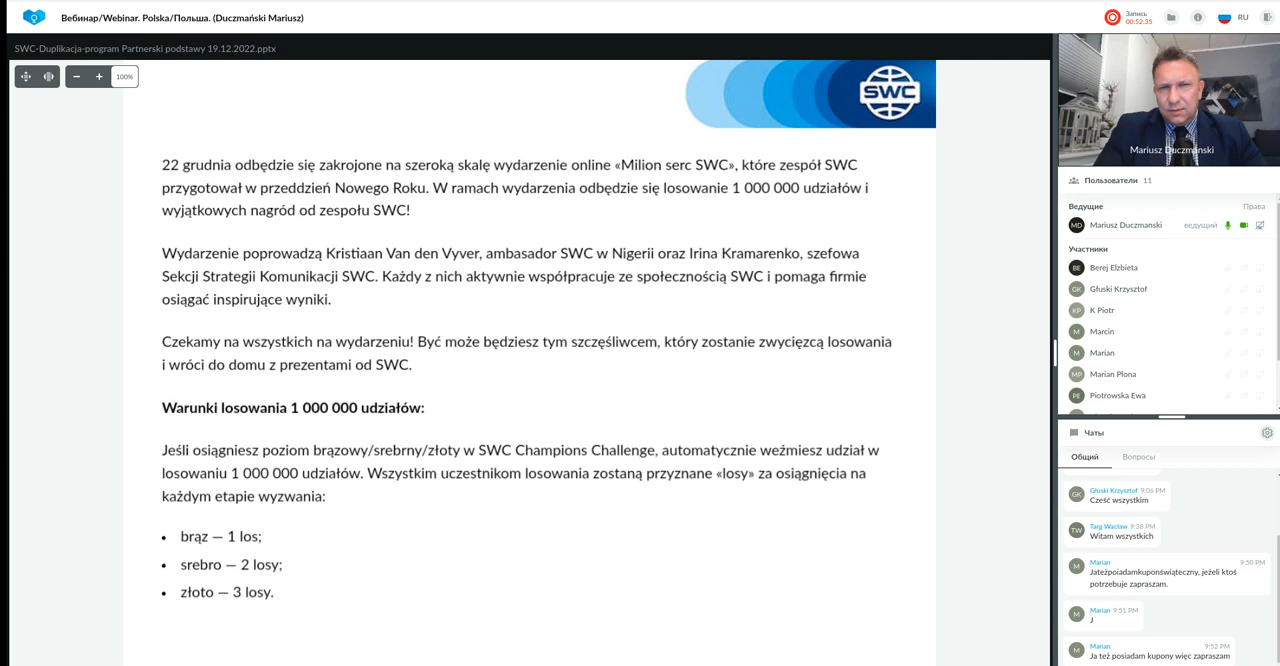 Вебинар/Webinar. Polska/Польша. (Duczmański Mariusz)
Запись
00:52:35
RU
SWC-Duplikacja-program Partnerski podstawy 19.12.2022.pptx
100%
SWC
22 grudnia odbędzie się zakrojone na szeroką skalę wydarzenie online «Milion serc SWC», które zespół SWC
przygotował w przeddzień Nowego Roku. W ramach wydarzenia odbędzie się losowanie 1 000 000 udziałów i
wyjątkowych nagród od zespołu SWC!
Wydarzenie poprowadzą Kristiaan Van den Vyver, ambasador SWC w Nigerii oraz Irina Kramarenko, szefowa
Sekcji Strategii Komunikacji SWC. Każdy z nich aktywnie współpracuje ze społecznością SWC i pomaga firmie
osiągać inspirujące wyniki.
Czekamy na wszystkich na wydarzeniu! Być może będziesz tym szczęśliwcem, który zostanie zwycięzcą losowania
i wróci do domu z prezentami od SWC.
Warunki losowania 1 000 000 udziałów:
Jeśli osiągniesz poziom brązowy/srebrny/złoty w SWC Champions Challenge, automatycznie weźmiesz udział w
losowaniu 1 000 000 udziałów. Wszystkim uczestnikom losowania zostaną przyznane «losy» za osiągnięcia na
każdym etapie wyzwania:
• brąz — 1 los;
• srebro — 2 losy;
• złoto — 3 losy.
Mariusz Duczmański
Пользователи 11
Ведущие Права
MD Mariusz Duczmanski ведущий
Участники
BE Berej Elzbieta
GK Głuski Krzysztof
KP K Piotr
M Marcin
M Marian
MP Marian Plona
PE Piotrowska Ewa
Чаты
Общий Вопросы
GK Głuski Krzysztof 9:06 PM
Cześć wszystkim
TW Targ Wacław 9:38 PM
Witam wszystkich
M Marian 9:50 PM
Jateżpoiadamkuponświąteczny, jeżeli ktoś
potrzebuje zapraszam.
M Marian 9:51 PM
J
M Marian 9:52 PM
Ja też posiadam kupony więc zapraszam